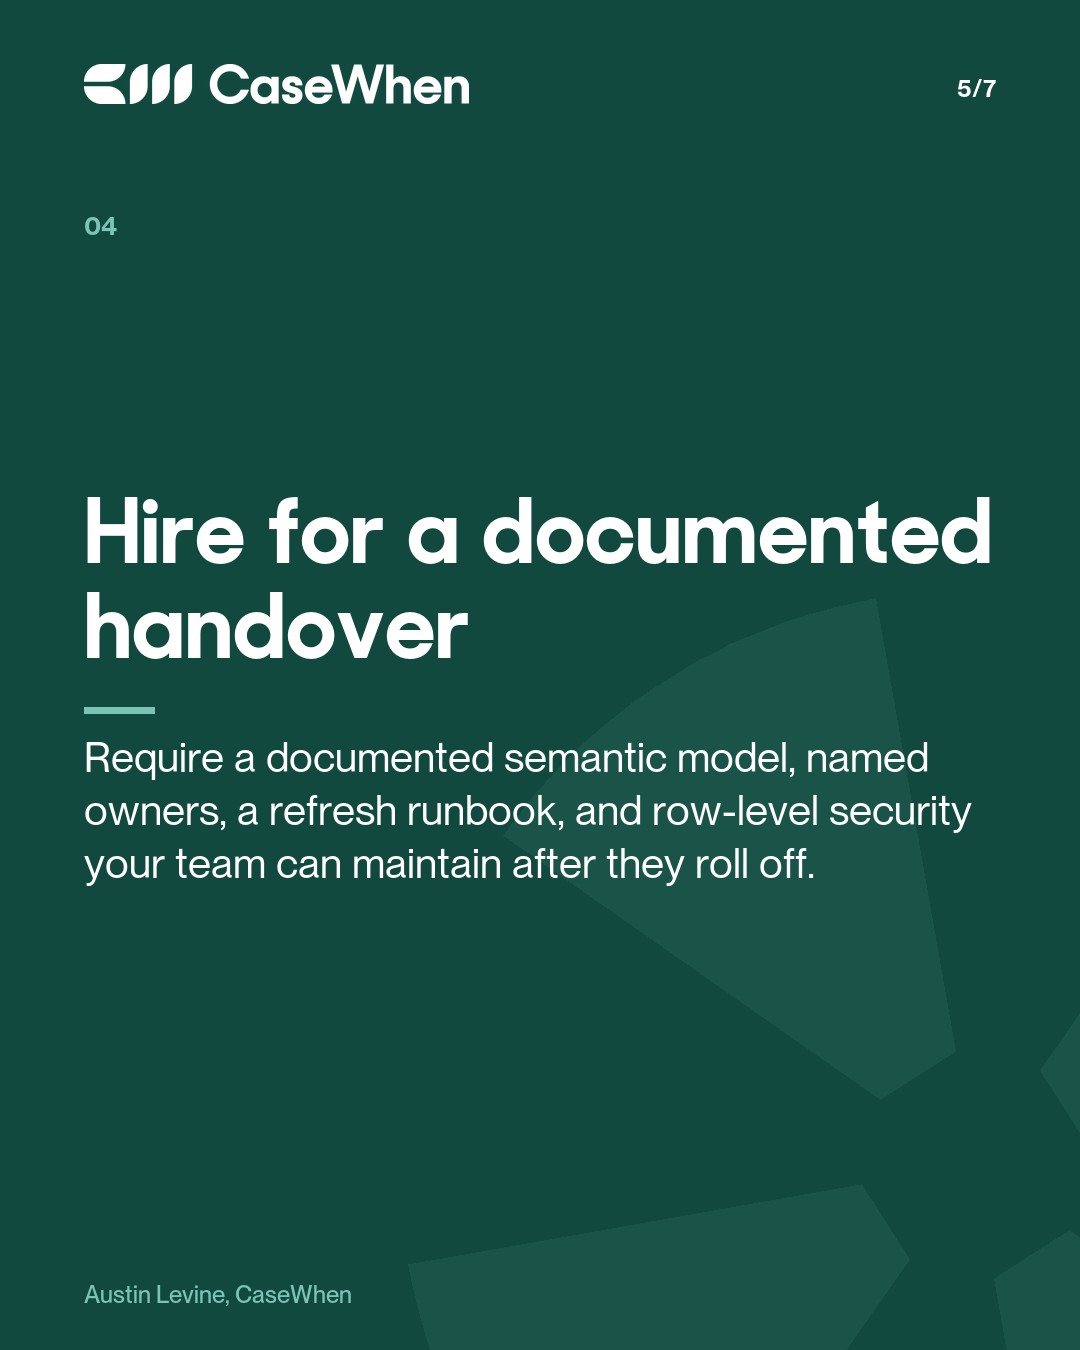 CaseWhen
5/7
04
Hire for a documented
handover
Require a documented semantic model, named
owners, a refresh runbook, and row-level security
your team can maintain after they roll off.
Austin Levine, CaseWhen